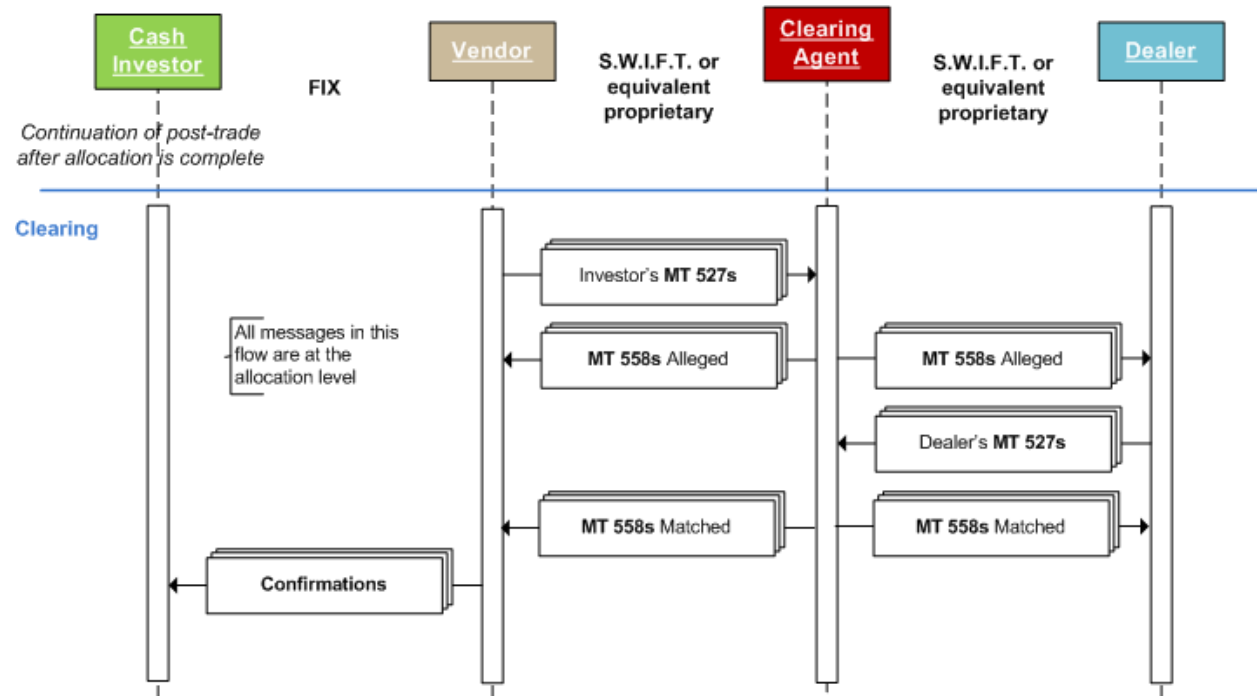 Cash
Investor
FIX
Vendor
S.W.I.F.T. or
equivalent
proprietary
Clearing
Agent
S.W.I.F.T. or
equivalent
proprietary
Dealer
Continuation of post-trade
after allocation is complete
Clearing
Investor's MT 527s
All messages in this
flow are at the
allocation level
MT 558s Alleged
MT 558s Alleged
Dealer's MT 527s
MT 558s Matched
MT 558s Matched
Confirmations